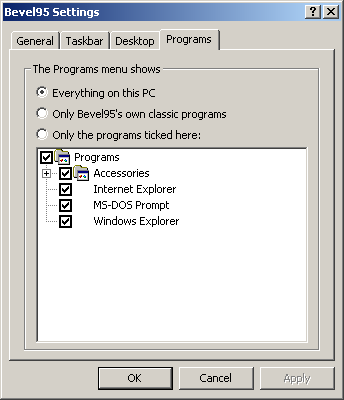 Bevel95 Settings
General Taskbar Desktop Programs
The Programs menu shows
Everything on this PC
Only Bevel95's own classic programs
Only the programs ticked here:
Programs
Accessories
Internet Explorer
MS-DOS Prompt
Windows Explorer
OK Cancel Apply